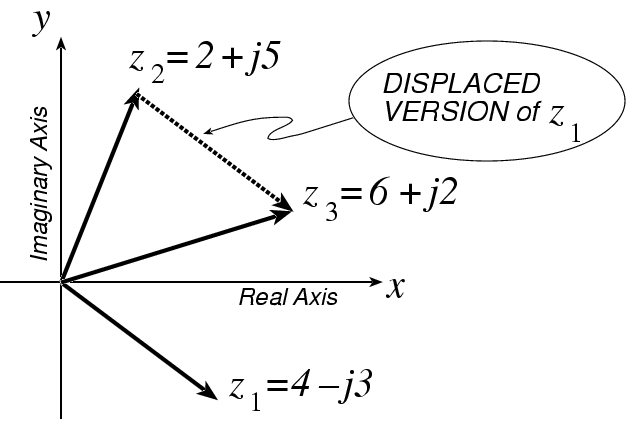 y
z₂=2+j5
DISPLACED
VERSION of z₁
Imaginary Axis
z₃=6+j2
Real Axis
x
z₁=4–j3